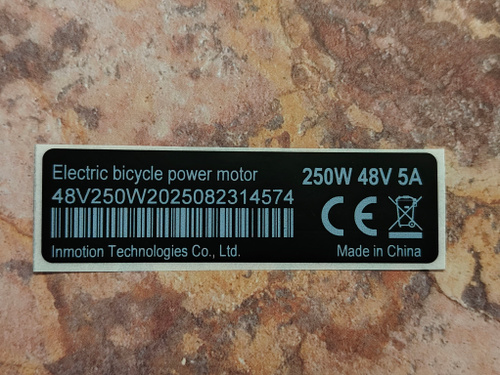 Electric bicycle power motor
250W 48V 5A
48V250W2025082314574
CE
Inmotion Technologies Co., Ltd.
Made in China